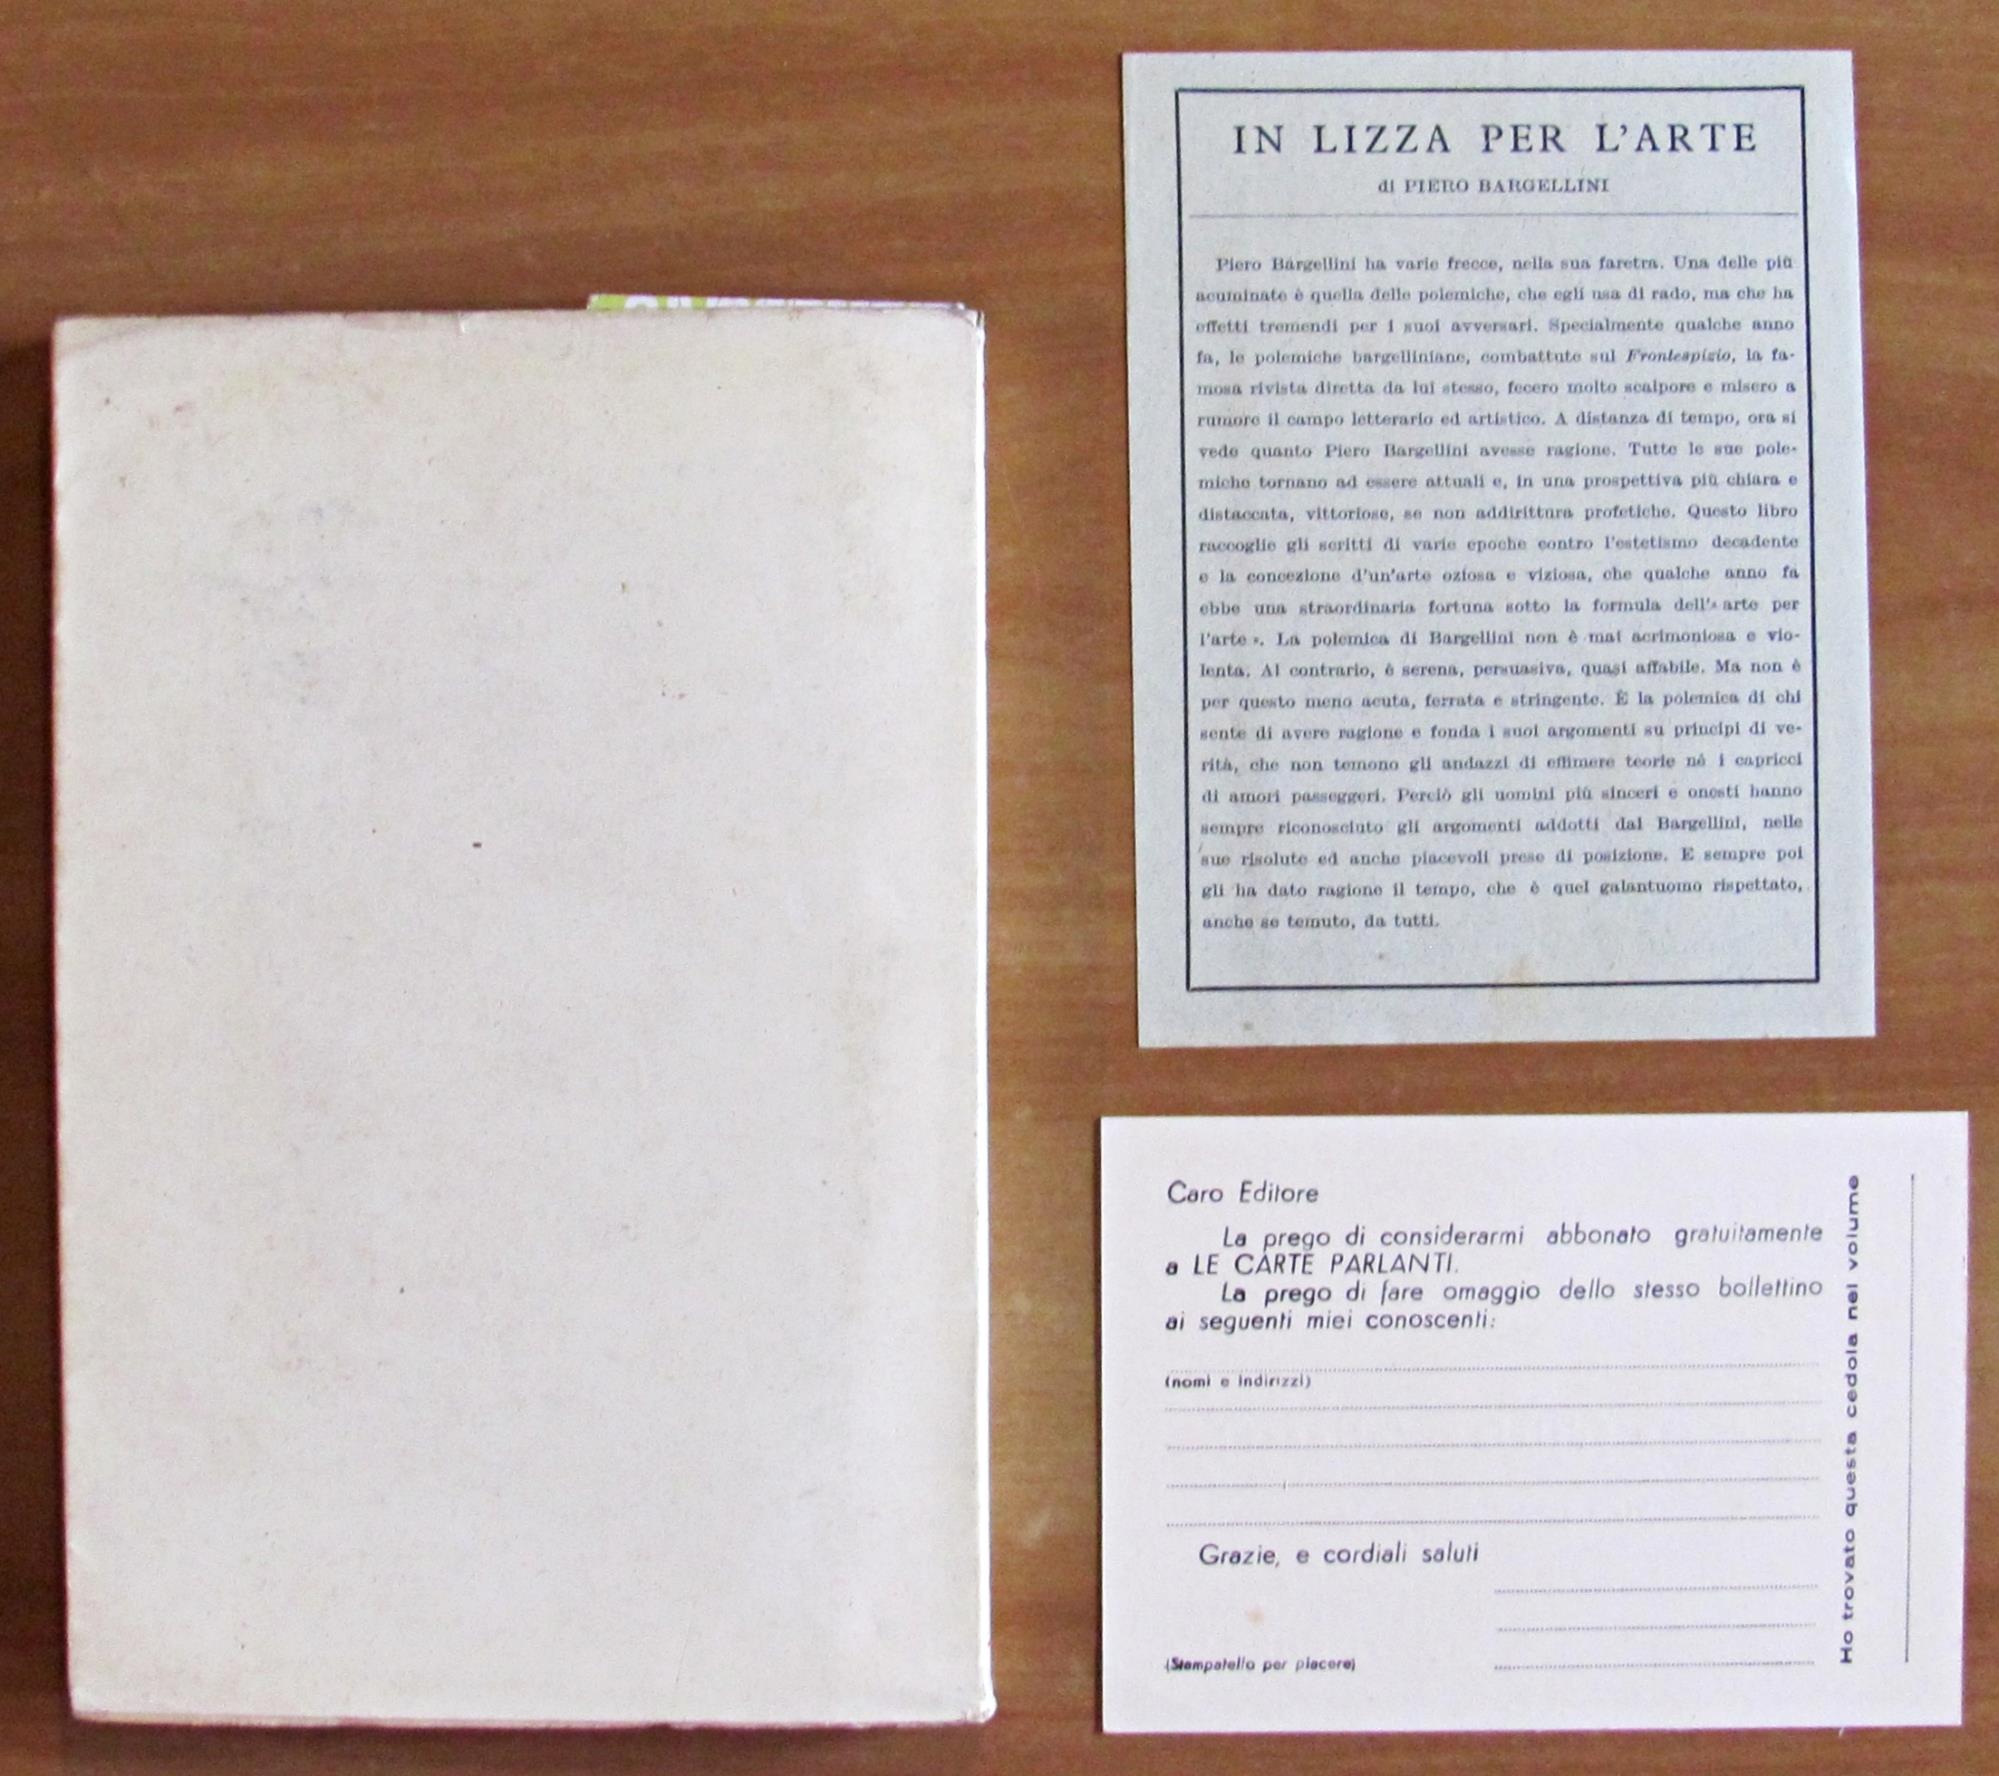 IN LIZZA PER L'ARTE
di PIERO BARGELLINI
Piero Bargellini ha varie frecce, nella sua faretra. Una delle più
acuminate è quella delle polemiche, che egli usa di rado, ma che ha
effetti tremendi per i suoi avversari. Specialmente qualche anno
fa, le polemiche bargelliniane, combattute sul Frontespizio, la fa-
mosa rivista diretta da lui stesso, fecero molto scalpore e misero a
rumore il campo letterario ed artistico. A distanza di tempo, ora si
vede quanto Piero Bargellini avesse ragione. Tutte le sue pole-
miche tornano ad essere attuali e, in una prospettiva più chiara e
distaccata, vittoriose, se non addirittura profetiche. Questo libro
raccoglie gli scritti di varie epoche contro l'estetismo decadente
e la concezione d'un'arte oziosa e viziosa, che qualche anno fa
ebbe una straordinaria fortuna sotto la formula dell'« arte per
l'arte ». La polemica di Bargellini non è mai acrimoniosa e vio-
lenta. Al contrario, è serena, persuasiva, quasi affabile. Ma non è
per questo meno acuta, ferrata e stringente. È la polemica di chi
sente di avere ragione e fonda i suoi argomenti su principi di ve-
rità, che non temono gli andazzi di effimere teorie né i capricci
di amori passeggeri. Perciò gli uomini più sinceri e onesti hanno
sempre riconosciuto gli argomenti addotti dal Bargellini, nelle
sue risolute ed anche piacevoli prese di posizione. E sempre poi
gli ha dato ragione il tempo, che è quel galantuomo rispettato,
anche se temuto, da tutti.
Caro Editore
La prego di considerarmi abbonato gratuitamente
a LE CARTE PARLANTI.
La prego di fare omaggio dello stesso bollettino
ai seguenti miei conoscenti:
(nomi e indirizzi)
Grazie, e cordiali saluti
(Stampatello per piacere)
Ho trovato questa cedola nel volume